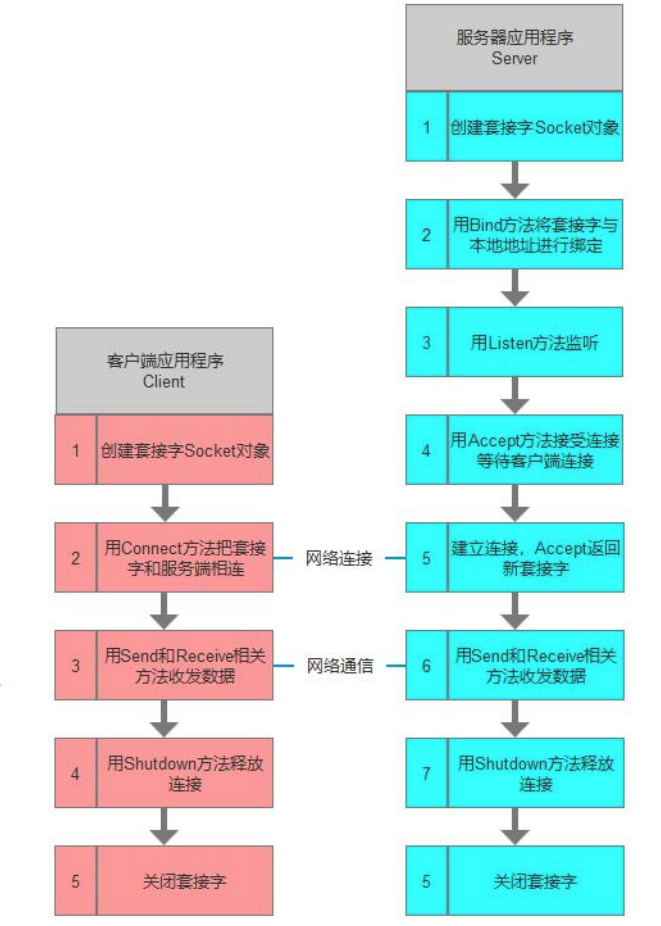 服务器应用程序
Server
1
创建套接字Socket对象
2
用Bind方法将套接字与
本地地址进行绑定
3
用Listen方法监听
4
用Accept方法接受连接
等待客户端连接
5
建立连接，Accept返回
新套接字
6
用Send和Receive相关
方法收发数据
7
用Shutdown方法释放
连接
5
关闭套接字
客户端应用程序
Client
1
创建套接字Socket对象
2
用Connect方法把套接
字和服务端相连
3
用Send和Receive相关
方法收发数据
4
用Shutdown方法释放
连接
5
关闭套接字
网络连接
网络通信